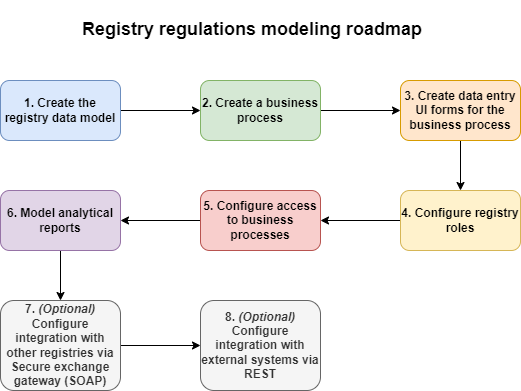 Registry regulations modeling roadmap
1. Create the
registry data model
2. Create a business
process
3. Create data entry
UI forms for the
business process
4. Configure registry
roles
5. Configure access
to business
processes
6. Model analytical
reports
7. (Optional)
Configure
integration with
other registries via
Secure exchange
gateway (SOAP)
8. (Optional)
Configure
integration with
external systems via
REST